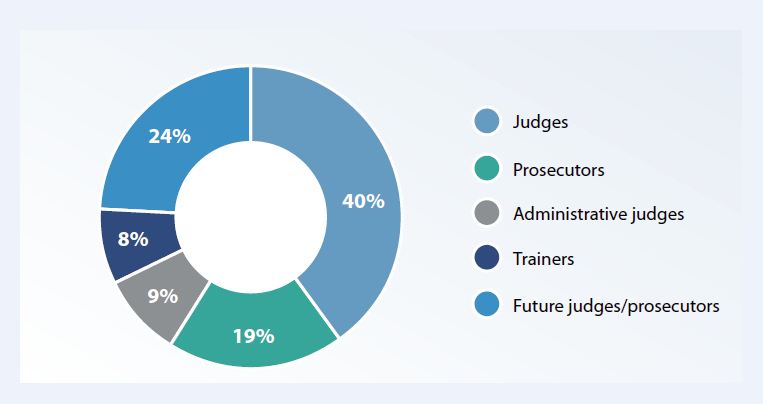 24%
40%
8%
9%
19%
Judges
Prosecutors
Administrative judges
Trainers
Future judges/prosecutors